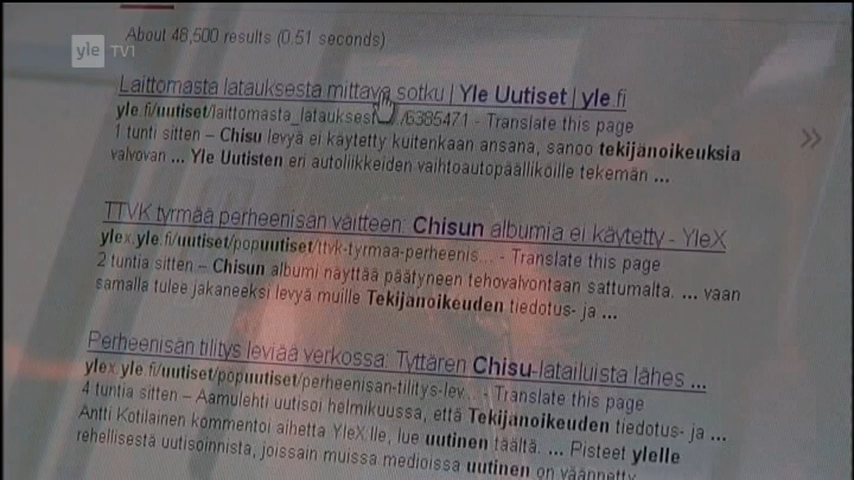 yle TV1
About 48,500 results (0.51 seconds)
Laittomasta latauksesta mittava sotku | Yle Uutiset | yle.fi
yle.fi/uutiset/laittomasta_latauksest.../6385471 - Translate this page
1 tunti sitten – Chisu levyä ei käytetty kuitenkaan ansana, sanoo tekijänoikeuksia
valvovan ... Yle Uutisten eri autoliikkeiden vaihtoautopäälliköille tekemän ...
TTVK tyrmää perheenisän väitteen: Chisun albumia ei käytetty - YleX
ylex.yle.fi/uutiset/popuutiset/ttvk-tyrmaa-perheenis... - Translate this page
2 tuntia sitten – Chisun albumi näyttää päätyneen tehovalvontaan sattumalta. ... vaan
samalla tulee jakaneeksi levyä muille Tekijänoikeuden tiedotus- ja ...
Perheenisän tilitys leviää verkossa: Tyttären Chisu-latailuista lähes ...
ylex.yle.fi/uutiset/popuutiset/perheenisan-tilitys-lev... - Translate this page
4 tuntia sitten – Aamulehti uutisoi helmikuussa, että Tekijänoikeuden tiedotus- ja ...
Antti Kotilainen kommentoi aihetta YleX:lle, lue uutinen täältä. ... Pisteet ylelle
rehellisestä uutisoinnista, joissain muissa medioissa uutinen on väännetty